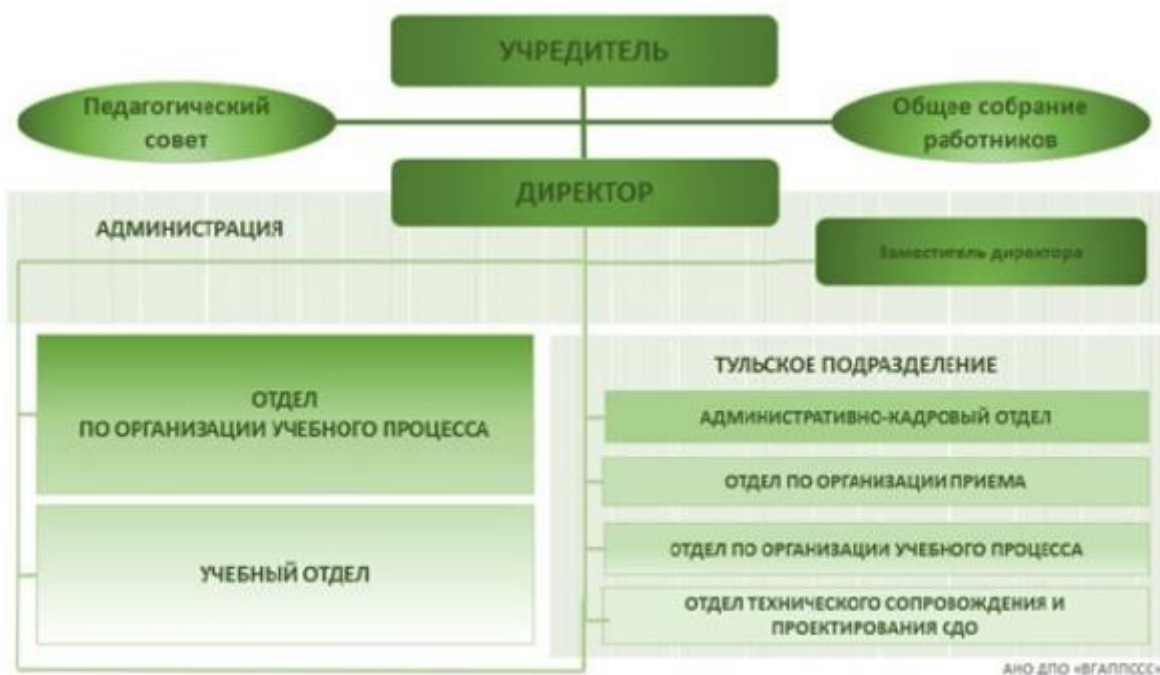 УЧРЕДИТЕЛЬ
Педагогический
совет
Общее собрание
работников
ДИРЕКТОР
АДМИНИСТРАЦИЯ
Заместитель директора
ОТДЕЛ
ПО ОРГАНИЗАЦИИ УЧЕБНОГО ПРОЦЕССА
УЧЕБНЫЙ ОТДЕЛ
ТУЛЬСКОЕ ПОДРАЗДЕЛЕНИЕ
АДМИНИСТРАТИВНО-КАДРОВЫЙ ОТДЕЛ
ОТДЕЛ ПО ОРГАНИЗАЦИИ ПРИЕМА
ОТДЕЛ ПО ОРГАНИЗАЦИИ УЧЕБНОГО ПРОЦЕССА
ОТДЕЛ ТЕХНИЧЕСКОГО СОПРОВОЖДЕНИЯ И
ПРОЕКТИРОВАНИЯ СДО
АНО ДПО «ВГАППССС»